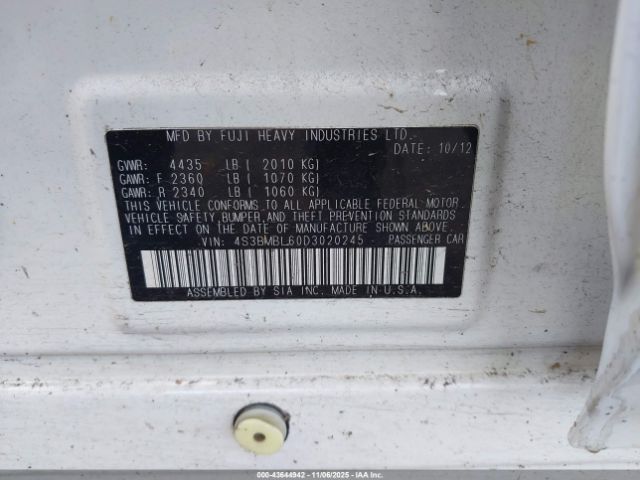 MFD BY FUJI HEAVY INDUSTRIES LTD.
DATE: 10/12
GVWR: 4435 LB ( 2010 KG)
GAWR: F 2360 LB ( 1070 KG)
GAWR: R 2340 LB ( 1060 KG)
THIS VEHICLE CONFORMS TO ALL APPLICABLE FEDERAL MOTOR
VEHICLE SAFETY, BUMPER, AND THEFT PREVENTION STANDARDS
IN EFFECT ON THE DATE OF MANUFACTURE SHOWN ABOVE.
VIN: 4S3BMBL60D3020245 PASSENGER CAR
ASSEMBLED BY SIA INC. MADE IN U.S.A.
000-43644942 - 11/06/2025 - IAAI, Inc.